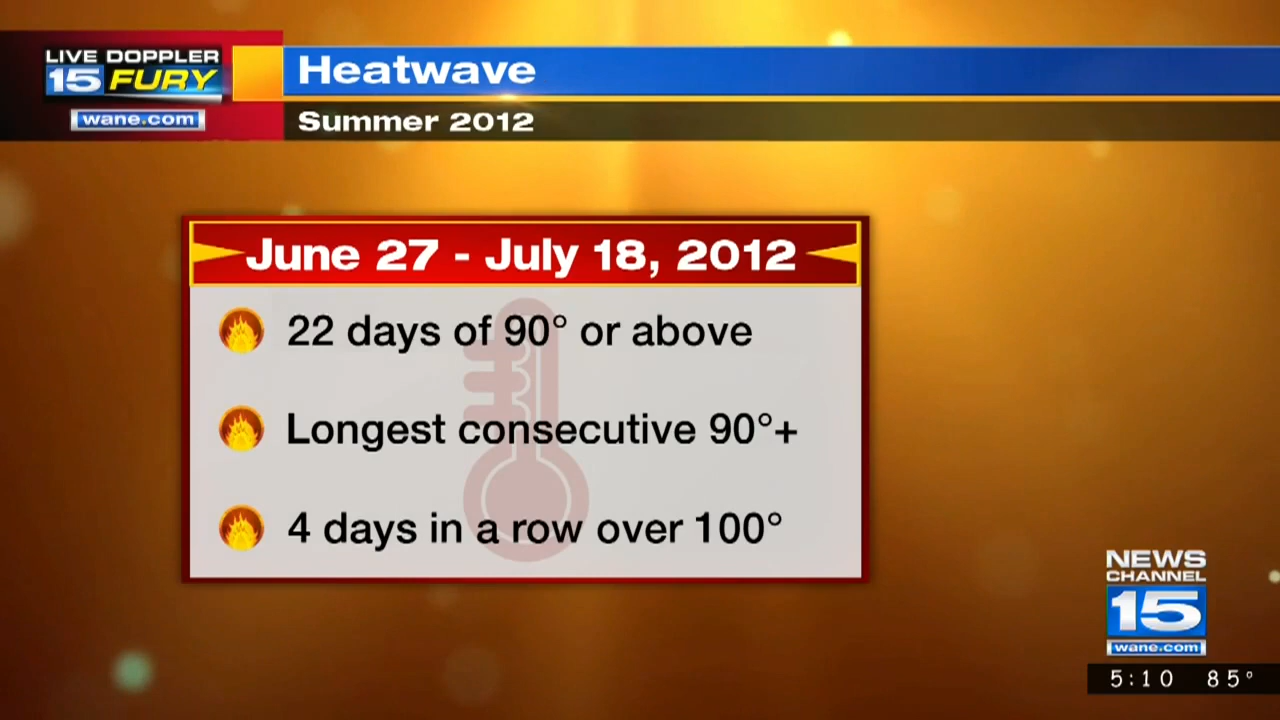 LIVE DOPPLER
15 FURY
wane.com
Heatwave
Summer 2012
June 27 - July 18, 2012
22 days of 90° or above
Longest consecutive 90°+
4 days in a row over 100°
NEWS
CHANNEL
15
wane.com
5:10 85°